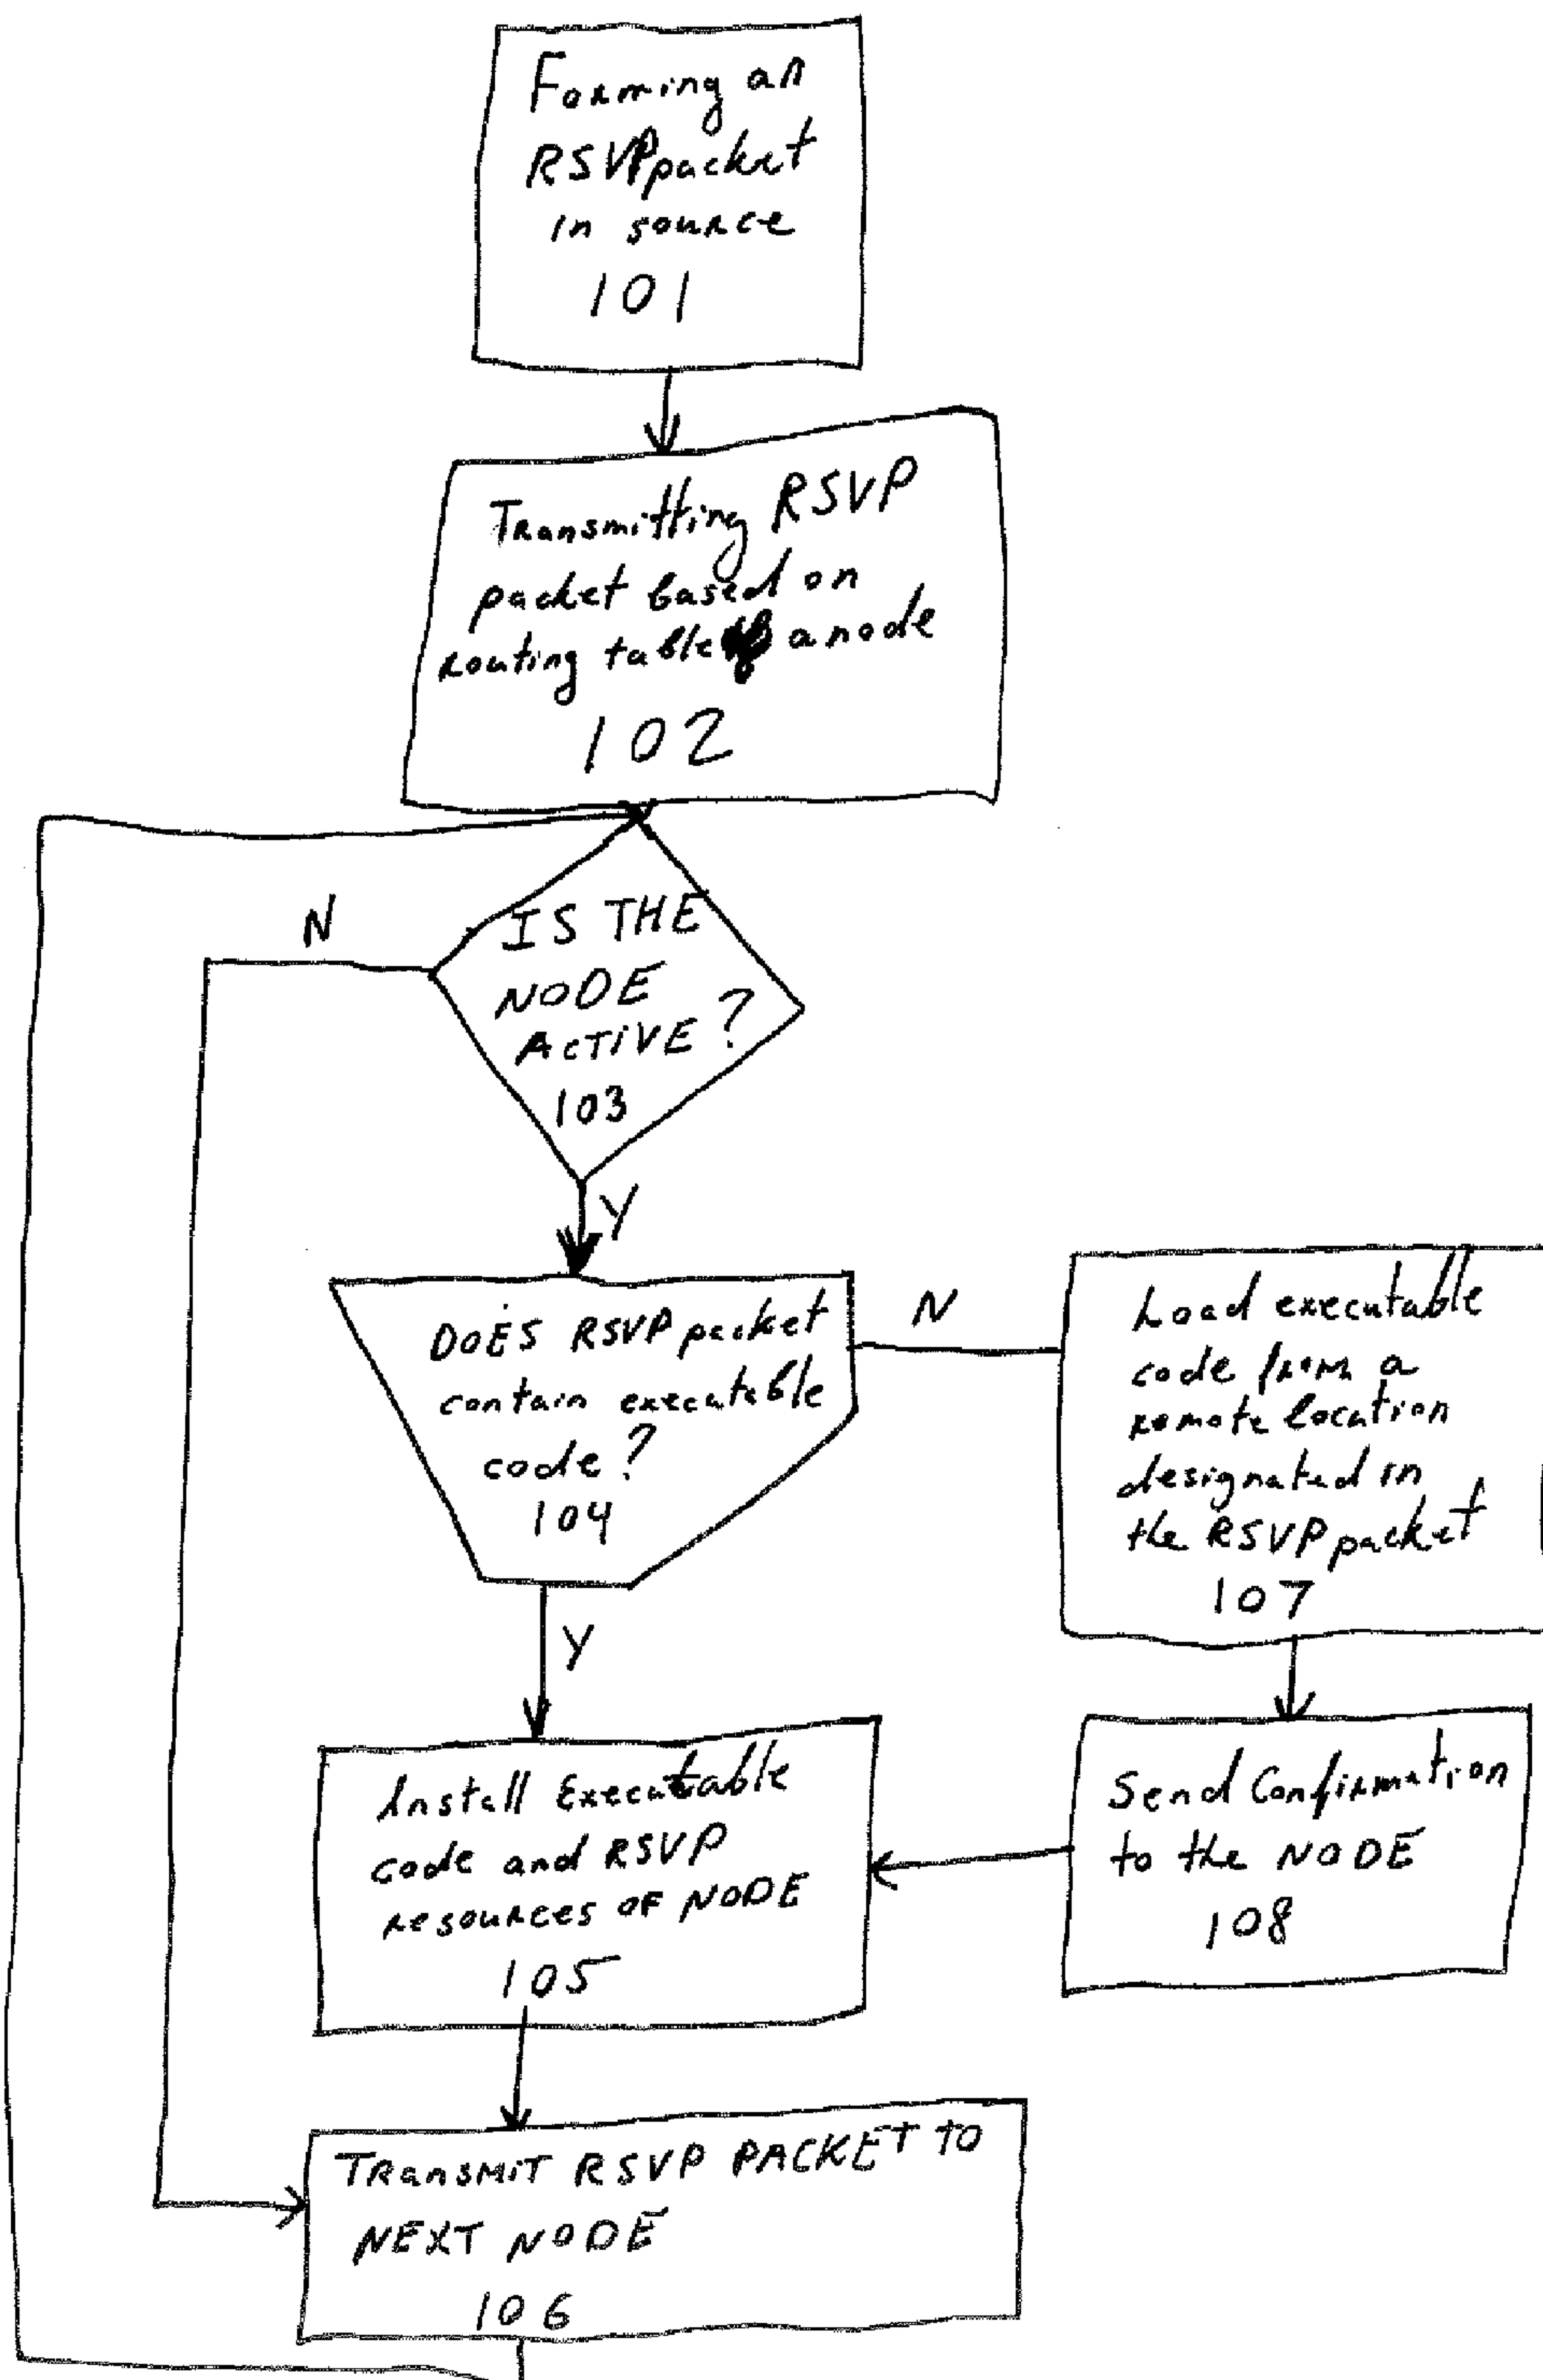 Forming an
RSVP packet
in source
101
Transmitting RSVP
packet based on
routing table of a node
102
N
IS THE
NODE
ACTIVE?
103
Y
DOES RSVP packet
contain executable
code?
104
N
Load executable
code from a
remote location
designated in
the RSVP packet
107
Y
Install Executable
code and RSVP
resources OF NODE
105
Send Confirmation
to the NODE
108
TRansMiT RSVP PACKET TO
NEXT NODE
106